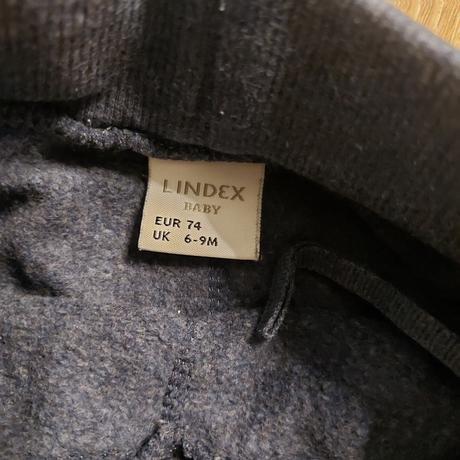 LINDEX
BABY
EUR 74
UK 6-9M